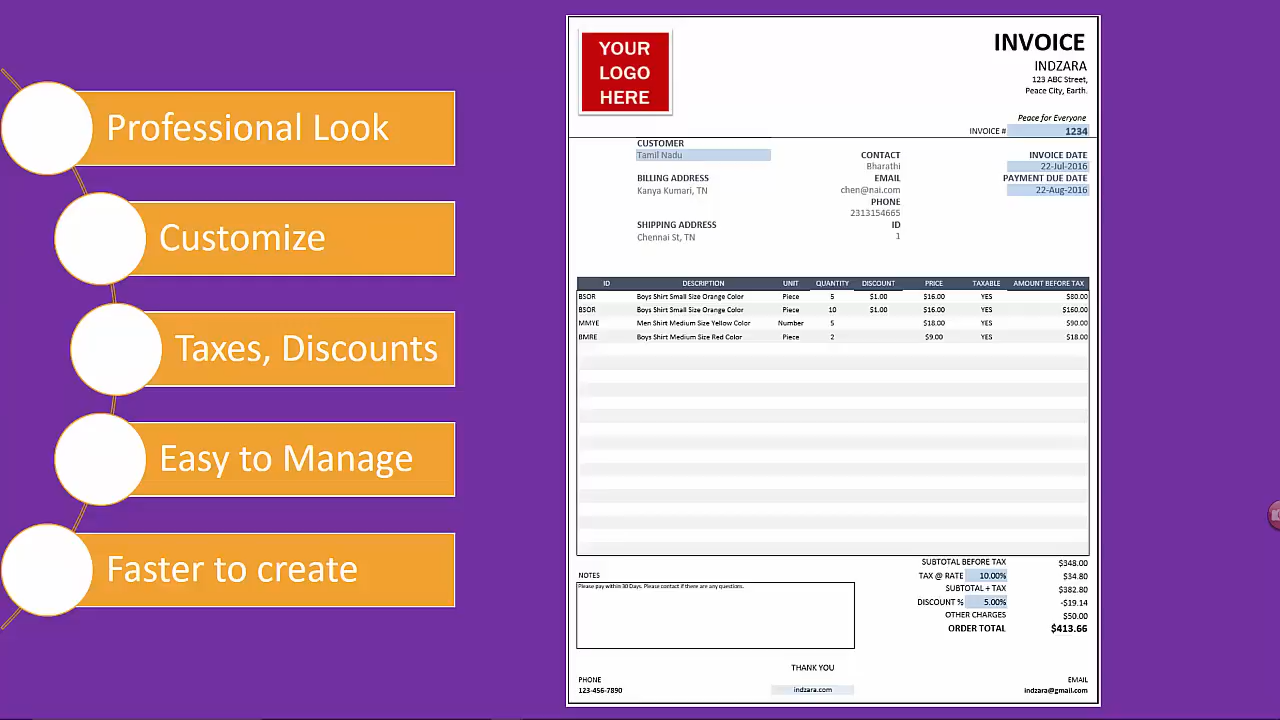 Professional Look
Customize
Taxes, Discounts
Easy to Manage
Faster to create
YOUR
LOGO
HERE
INVOICE
INDZARA
123 ABC Street,
Peace City, Earth.
Peace for Everyone
INVOICE # 1234
CUSTOMER
Tamil Nadu
BILLING ADDRESS
Kanya Kumari, TN
SHIPPING ADDRESS
Chennai St, TN
CONTACT
Bharathi
EMAIL
chen@nai.com
PHONE
2313154665
ID
1
INVOICE DATE
22-Jul-2016
PAYMENT DUE DATE
22-Aug-2016
ID DESCRIPTION UNIT QUANTITY DISCOUNT PRICE TAXABLE AMOUNT BEFORE TAX
BSOR Boys Shirt Small Size Orange Color Piece 5 $1.00 $16.00 YES $80.00
BSOR Boys Shirt Small Size Orange Color Piece 10 $1.00 $16.00 YES $160.00
MMYE Men Shirt Medium Size Yellow Color Number 5 $18.00 YES $90.00
BMRE Boys Shirt Medium Size Red Color Piece 2 $9.00 YES $18.00
SUBTOTAL BEFORE TAX $348.00
TAX @ RATE 10.00% $34.80
SUBTOTAL + TAX $382.80
DISCOUNT % 5.00% -$19.14
OTHER CHARGES $50.00
ORDER TOTAL $413.66
NOTES
Please pay within 30 Days. Please contact if there are any questions.
THANK YOU
PHONE
123-456-7890
indzara.com
EMAIL
indzara@gmail.com